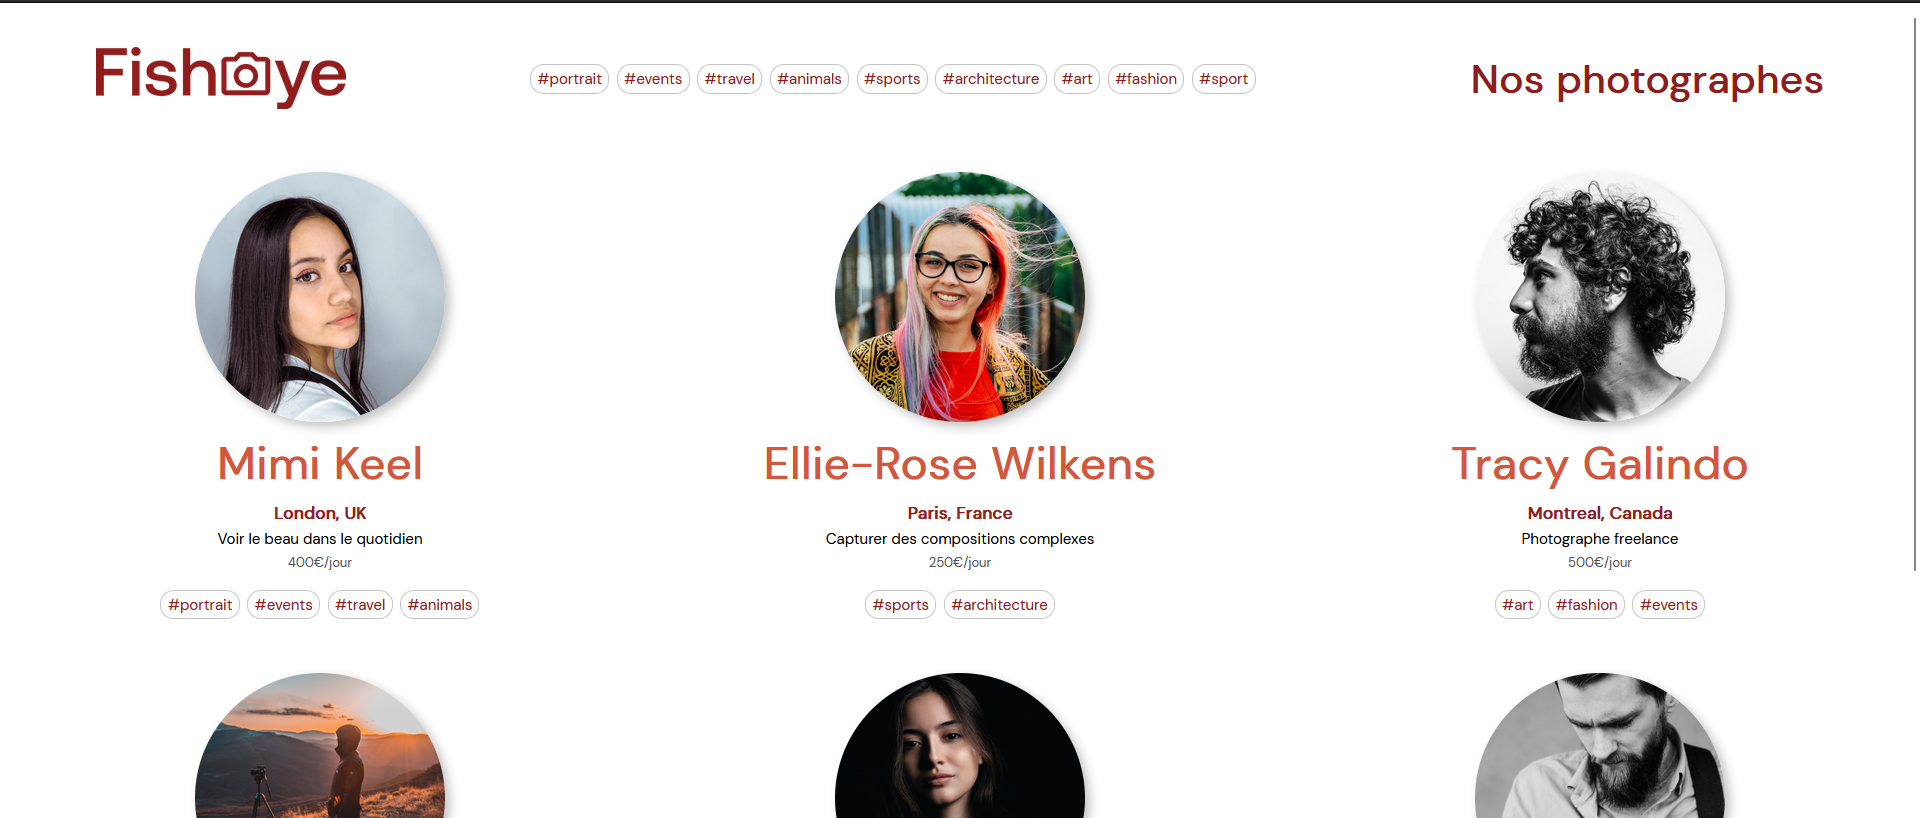 Fisheye
#portrait #events #travel #animals #sports #architecture #art #fashion #sport
Nos photographes
Mimi Keel
London, UK
Voir le beau dans le quotidien
400€/jour
#portrait #events #travel #animals
Ellie-Rose Wilkens
Paris, France
Capturer des compositions complexes
250€/jour
#sports #architecture
Tracy Galindo
Montreal, Canada
Photographe freelance
500€/jour
#art #fashion #events